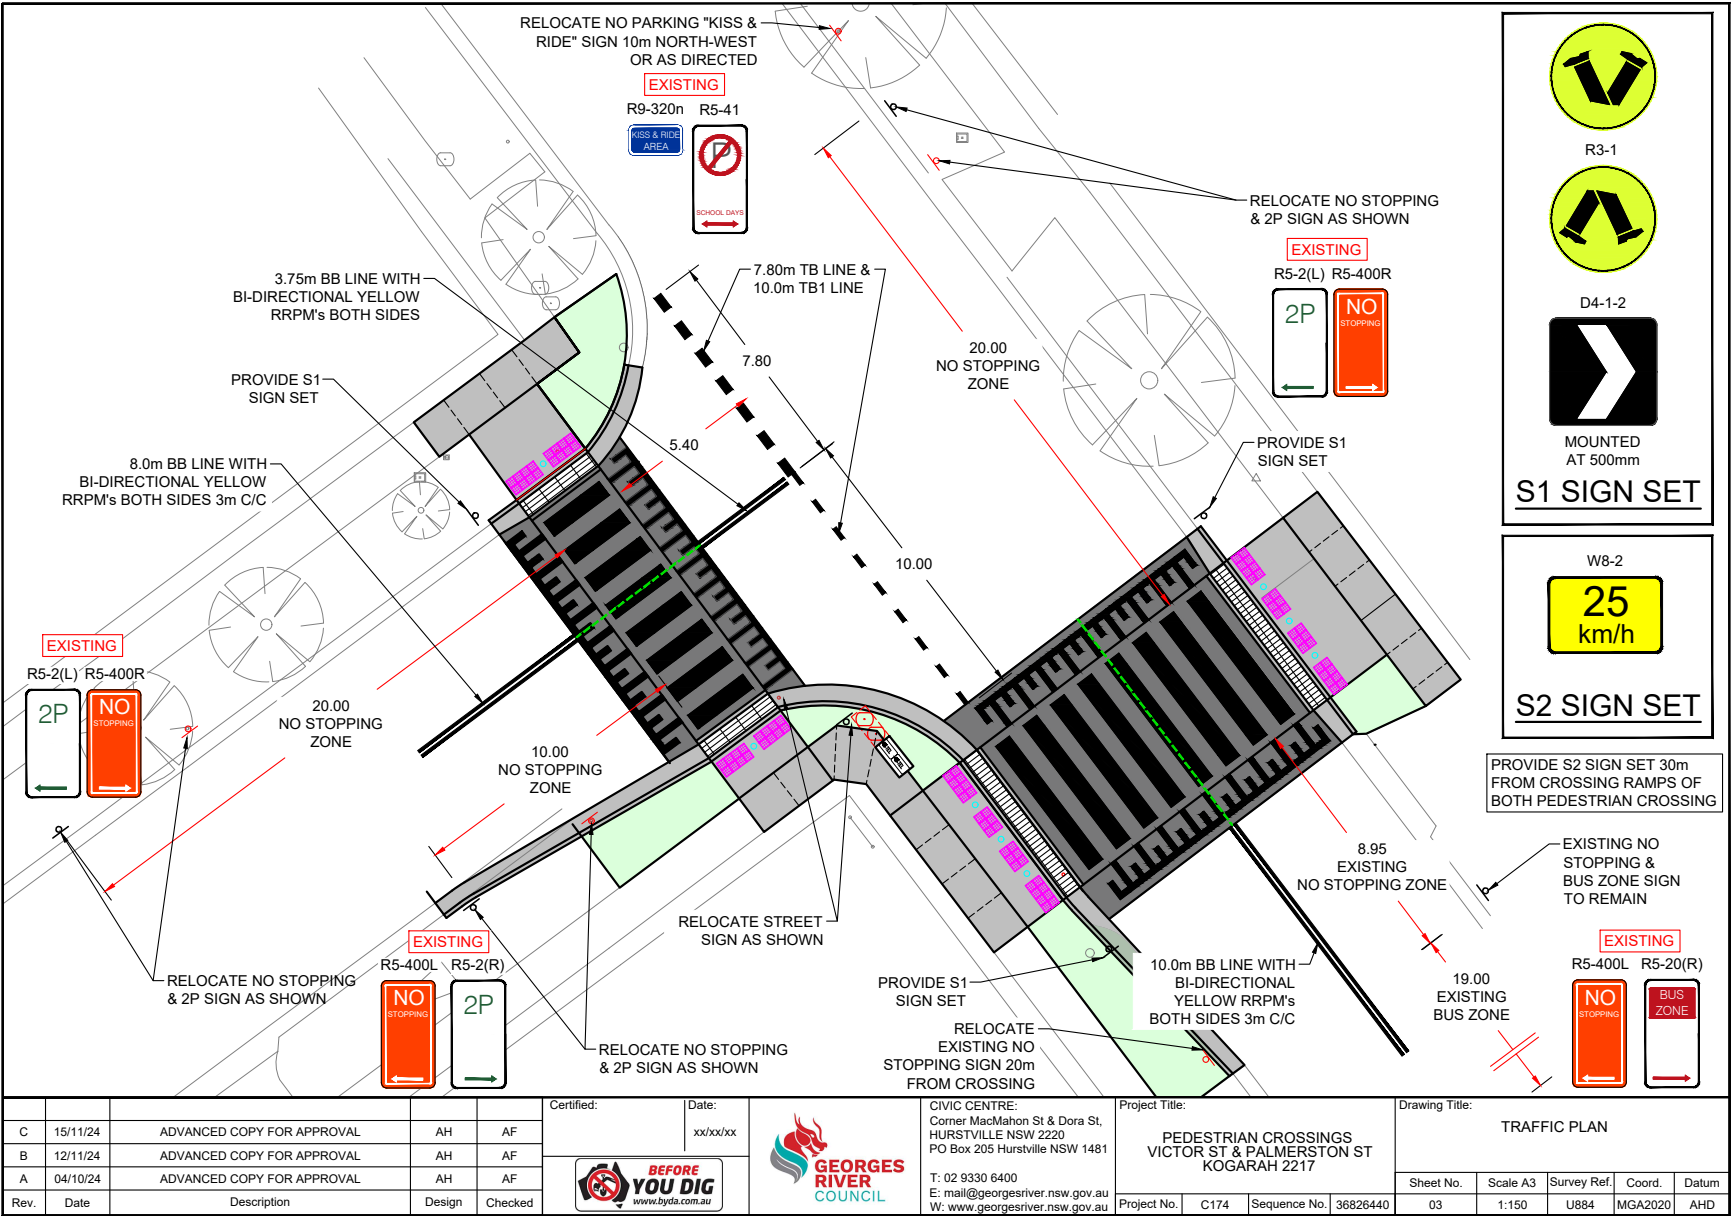 RELOCATE NO PARKING "KISS &
RIDE" SIGN 10m NORTH-WEST
OR AS DIRECTED
EXISTING
R9-320n R5-41
KISS & RIDE
AREA
P
SCHOOL DAYS
RELOCATE NO STOPPING
& 2P SIGN AS SHOWN
EXISTING
R5-2(L) R5-400R
2P
NO
STOPPING
3.75m BB LINE WITH
BI-DIRECTIONAL YELLOW
RRPM's BOTH SIDES
7.80m TB LINE &
10.0m TB1 LINE
7.80
20.00
NO STOPPING
ZONE
PROVIDE S1
SIGN SET
5.40
PROVIDE S1
SIGN SET
8.0m BB LINE WITH
BI-DIRECTIONAL YELLOW
RRPM's BOTH SIDES 3m C/C
10.00
EXISTING
R5-2(L) R5-400R
2P
NO
STOPPING
20.00
NO STOPPING
ZONE
10.00
NO STOPPING
ZONE
8.95
EXISTING
NO STOPPING ZONE
RELOCATE STREET
SIGN AS SHOWN
EXISTING
R5-400L R5-2(R)
NO
STOPPING
2P
RELOCATE NO STOPPING
& 2P SIGN AS SHOWN
RELOCATE NO STOPPING
& 2P SIGN AS SHOWN
PROVIDE S1
SIGN SET
RELOCATE
EXISTING NO
STOPPING SIGN 20m
FROM CROSSING
10.0m BB LINE WITH
BI-DIRECTIONAL
YELLOW RRPM's
BOTH SIDES 3m C/C
19.00
EXISTING
BUS ZONE
EXISTING NO
STOPPING &
BUS ZONE SIGN
TO REMAIN
EXISTING
R5-400L R5-20(R)
NO
STOPPING
BUS
ZONE
R3-1
D4-1-2
MOUNTED
AT 500mm
S1 SIGN SET
W8-2
25
km/h
S2 SIGN SET
PROVIDE S2 SIGN SET 30m
FROM CROSSING RAMPS OF
BOTH PEDESTRIAN CROSSING
C 15/11/24 ADVANCED COPY FOR APPROVAL AH AF
B 12/11/24 ADVANCED COPY FOR APPROVAL AH AF
A 04/10/24 ADVANCED COPY FOR APPROVAL AH AF
Rev. Date Description Design Checked
Certified: Date:
xx/xx/xx
BEFORE
YOU DIG
www.byda.com.au
GEORGES
RIVER
COUNCIL
CIVIC CENTRE:
Corner MacMahon St & Dora St,
HURSTVILLE NSW 2220
PO Box 205 Hurstville NSW 1481
T: 02 9330 6400
E: mail@georgesriver.nsw.gov.au
W: www.georgesriver.nsw.gov.au
Project Title:
PEDESTRIAN CROSSINGS
VICTOR ST & PALMERSTON ST
KOGARAH 2217
Project No. C174 Sequence No. 36826440
Drawing Title:
TRAFFIC PLAN
Sheet No. Scale A3 Survey Ref. Coord. Datum
03 1:150 U884 MGA2020 AHD